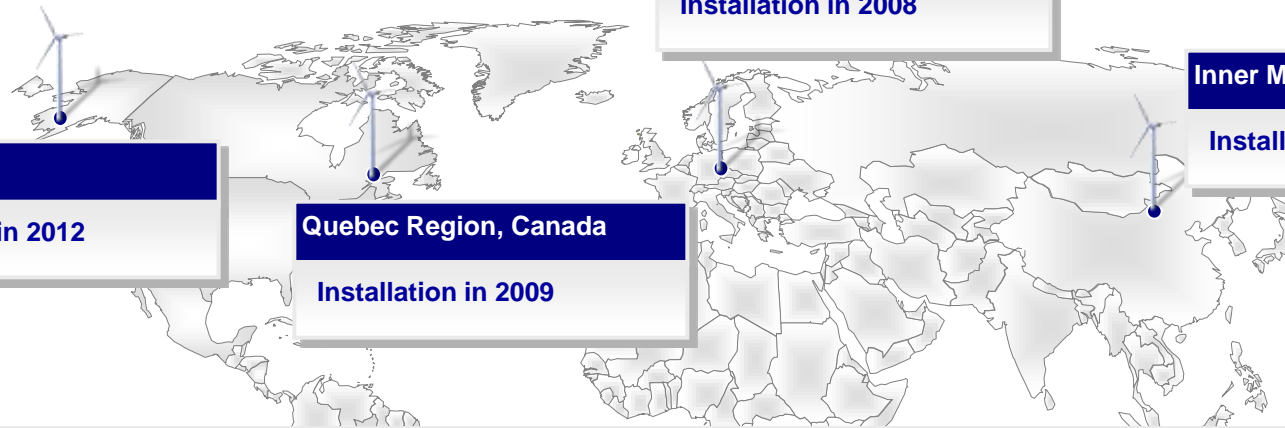 Installation in 2008
Inner M
Install
in 2012
Quebec Region, Canada
Installation in 2009